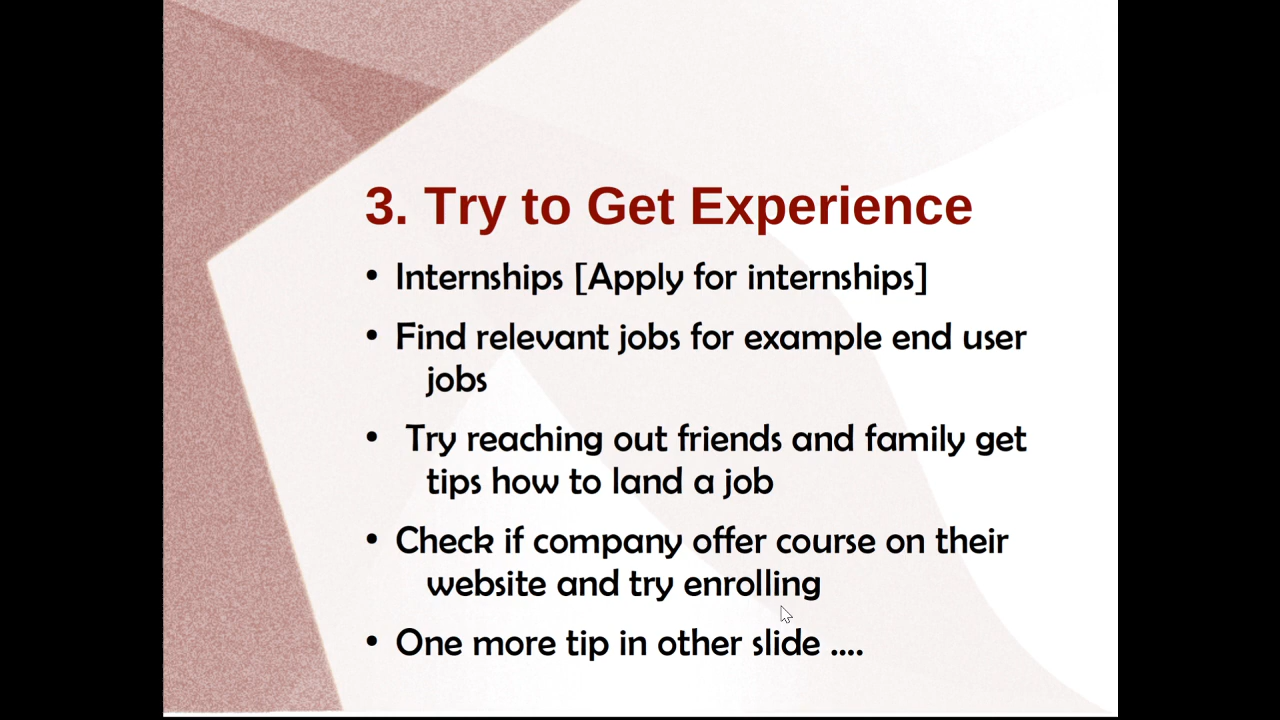 3. Try to Get Experience
• Internships [Apply for internships]
• Find relevant jobs for example end user
jobs
• Try reaching out friends and family get
tips how to land a job
• Check if company offer course on their
website and try enrolling
• One more tip in other slide ....